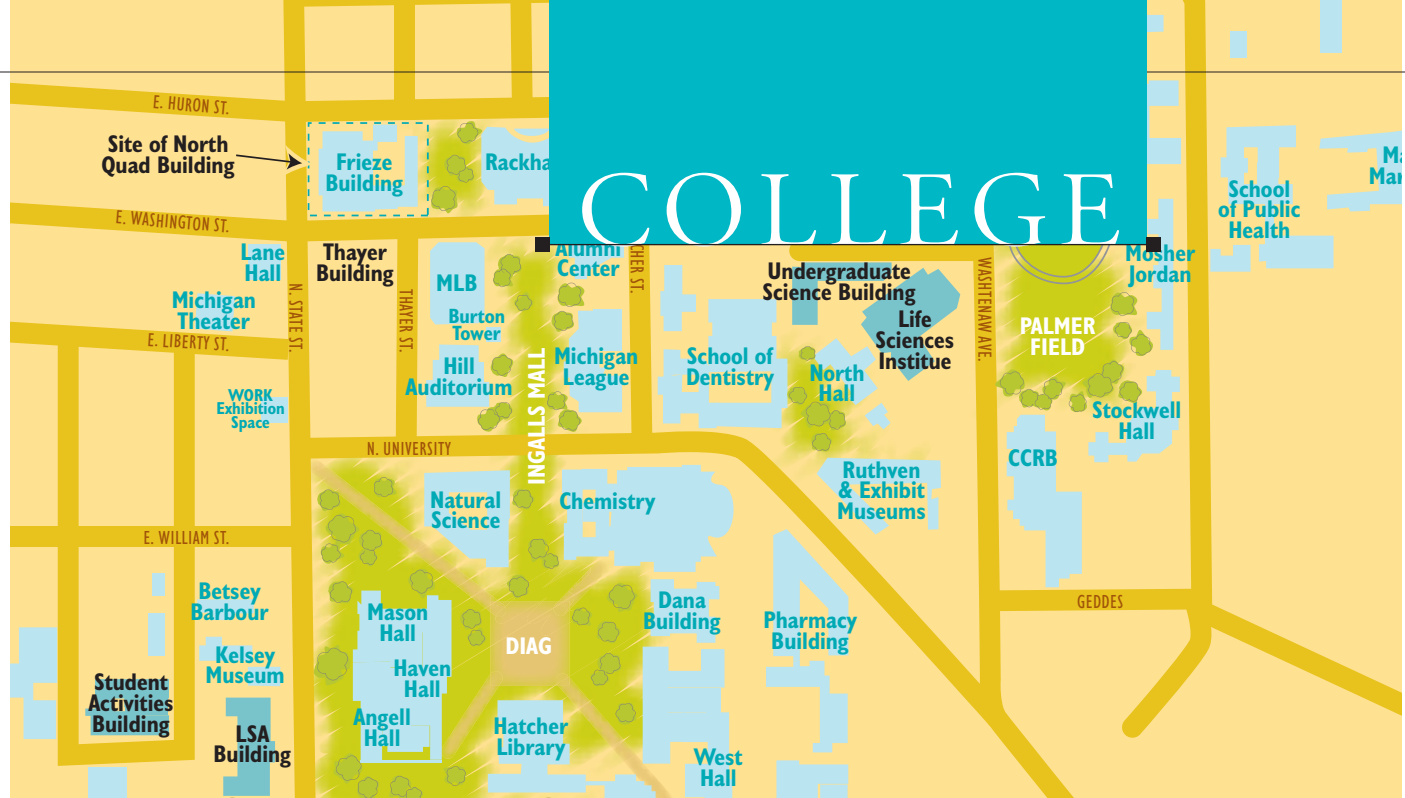 COLLEGE
E. HURON ST.
Site of North
Quad Building
Frieze
Building
Rackha
School
of Public
Health
Ma
Mar
E. WASHINGTON ST.
Lane
Hall
Thayer
Building
MLB
Alumni
Center
CHER ST.
Undergraduate
Science Building
Mosher
Jordan
Michigan
Theater
N. STATE ST.
THAYER ST.
Burton
Tower
Life
Sciences
Institue
WASHTENAW AVE.
PALMER
FIELD
E. LIBERTY ST.
Hill
Auditorium
INGALLS MALL
Michigan
League
School of
Dentistry
North
Hall
WORK
Exhibition
Space
Stockwell
Hall
N. UNIVERSITY
CCRB
Ruthven
& Exhibit
Museums
Natural
Science
Chemistry
E. WILLIAM ST.
Betsey
Barbour
Mason
Hall
Dana
Building
Pharmacy
Building
GEDDES
DIAG
Kelsey
Museum
Haven
Hall
Student
Activities
Building
Angell
Hall
Hatcher
Library
LSA
Building
West
Hall